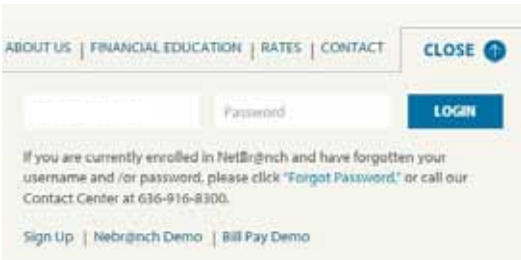 ABOUT US | FINANCIAL EDUCATION | RATES | CONTACT CLOSE
Password LOGIN
If you are currently enrolled in NetBr@nch and have forgotten your
username and /or password, please click "Forgot Password," or call our
Contact Center at 636-916-8300.
Sign Up | Nebr@nch Demo | Bill Pay Demo